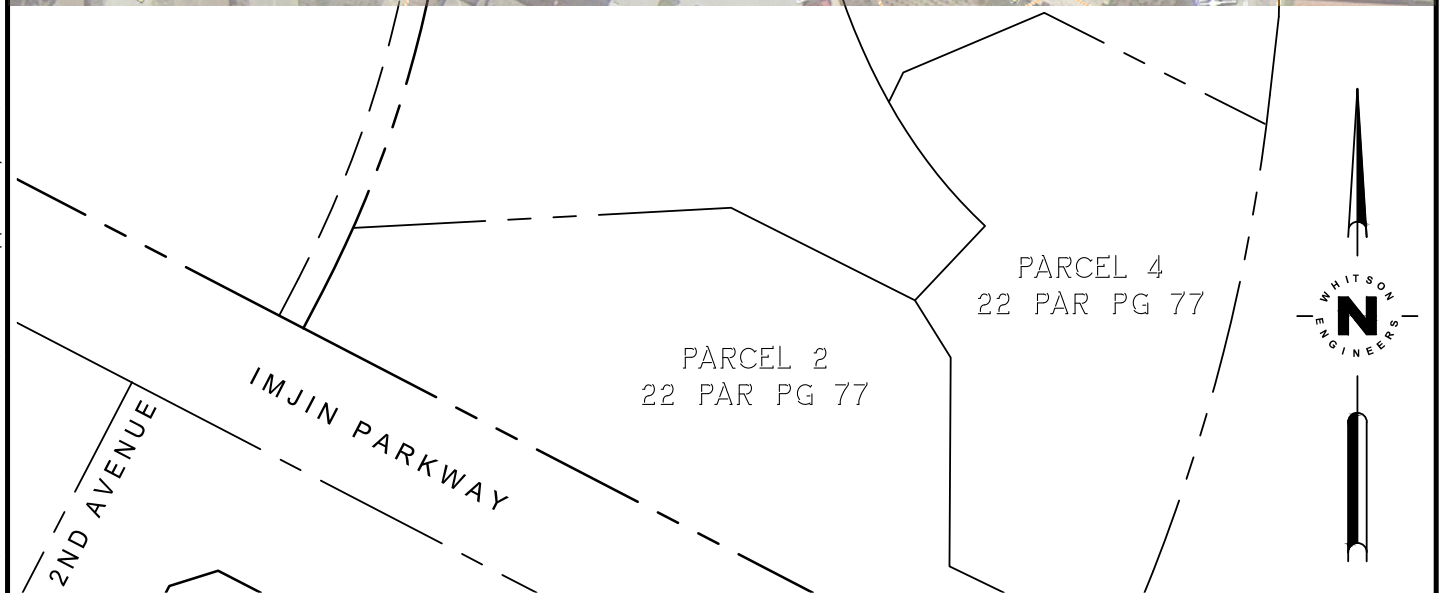 PARCEL 4
22 PAR PG 77
PARCEL 2
22 PAR PG 77
IMJIN PARKWAY
2ND AVENUE
WHITSON
N
ENGINEERS